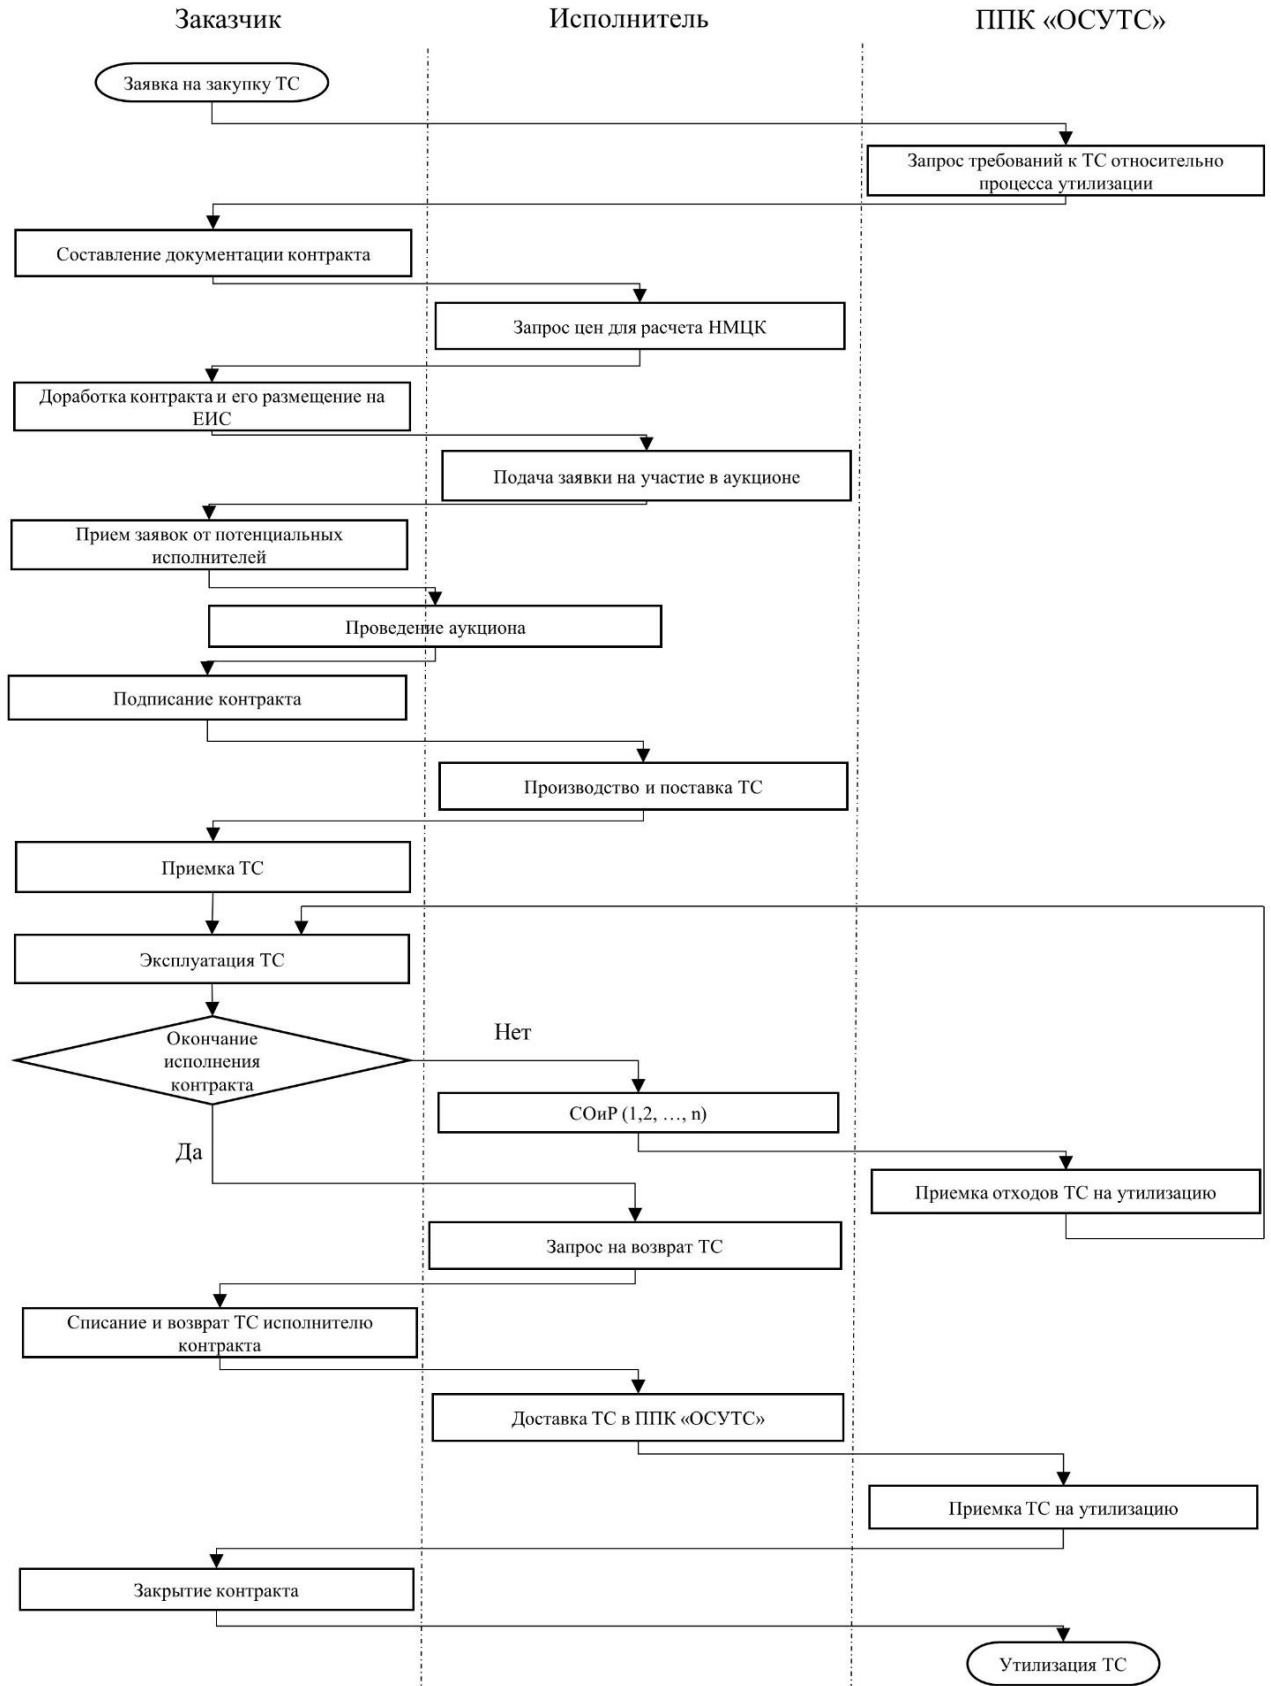 Заказчик
Исполнитель
ППК «ОСУТС»
Заявка на закупку ТС
Запрос требований к ТС относительно
процесса утилизации
Составление документации контракта
Запрос цен для расчета НМЦК
Доработка контракта и его размещение на
ЕИС
Подача заявки на участие в аукционе
Прием заявок от потенциальных
исполнителей
Проведение аукциона
Подписание контракта
Производство и поставка ТС
Приемка ТС
Эксплуатация ТС
Окончание
исполнения
контракта
Нет
СОиР (1,2, …, n)
Да
Приемка отходов ТС на утилизацию
Запрос на возврат ТС
Списание и возврат ТС исполнителю
контракта
Доставка ТС в ППК «ОСУТС»
Приемка ТС на утилизацию
Закрытие контракта
Утилизация ТС